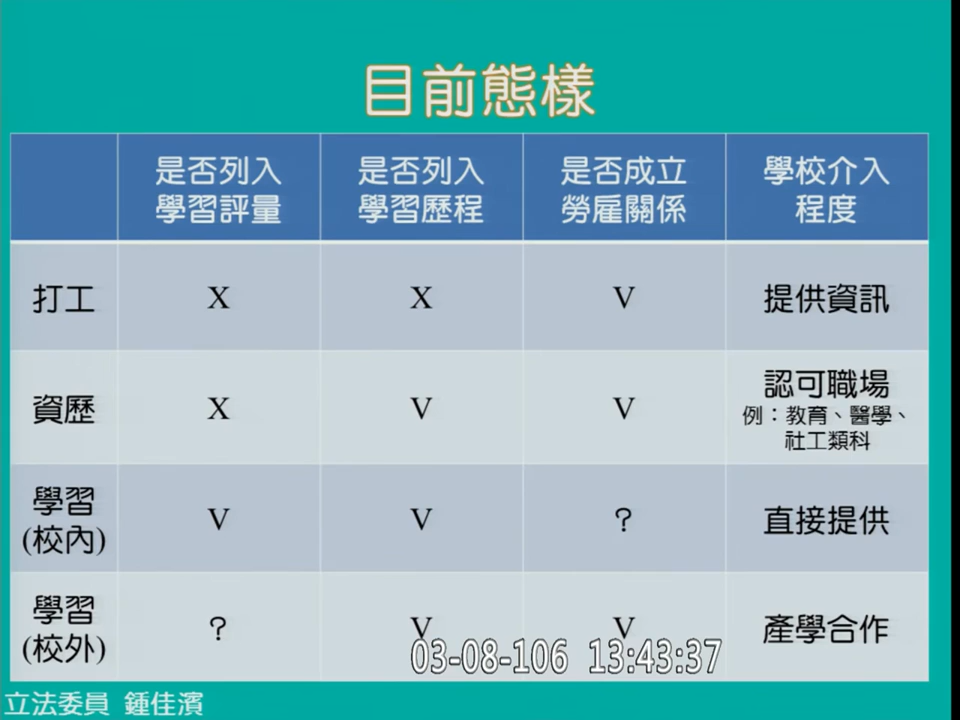 目前態樣
是否列入
學習評量
是否列入
學習歷程
是否成立
勞雇關係
學校介入
程度
打工
X
X
V
提供資訊
資歷
X
V
V
認可職場
例：教育、醫學、
社工類科
學習
(校內)
V
V
？
直接提供
學習
(校外)
？
V
V
產學合作
03-08-106 13:43:37
立法委員 鍾佳濱